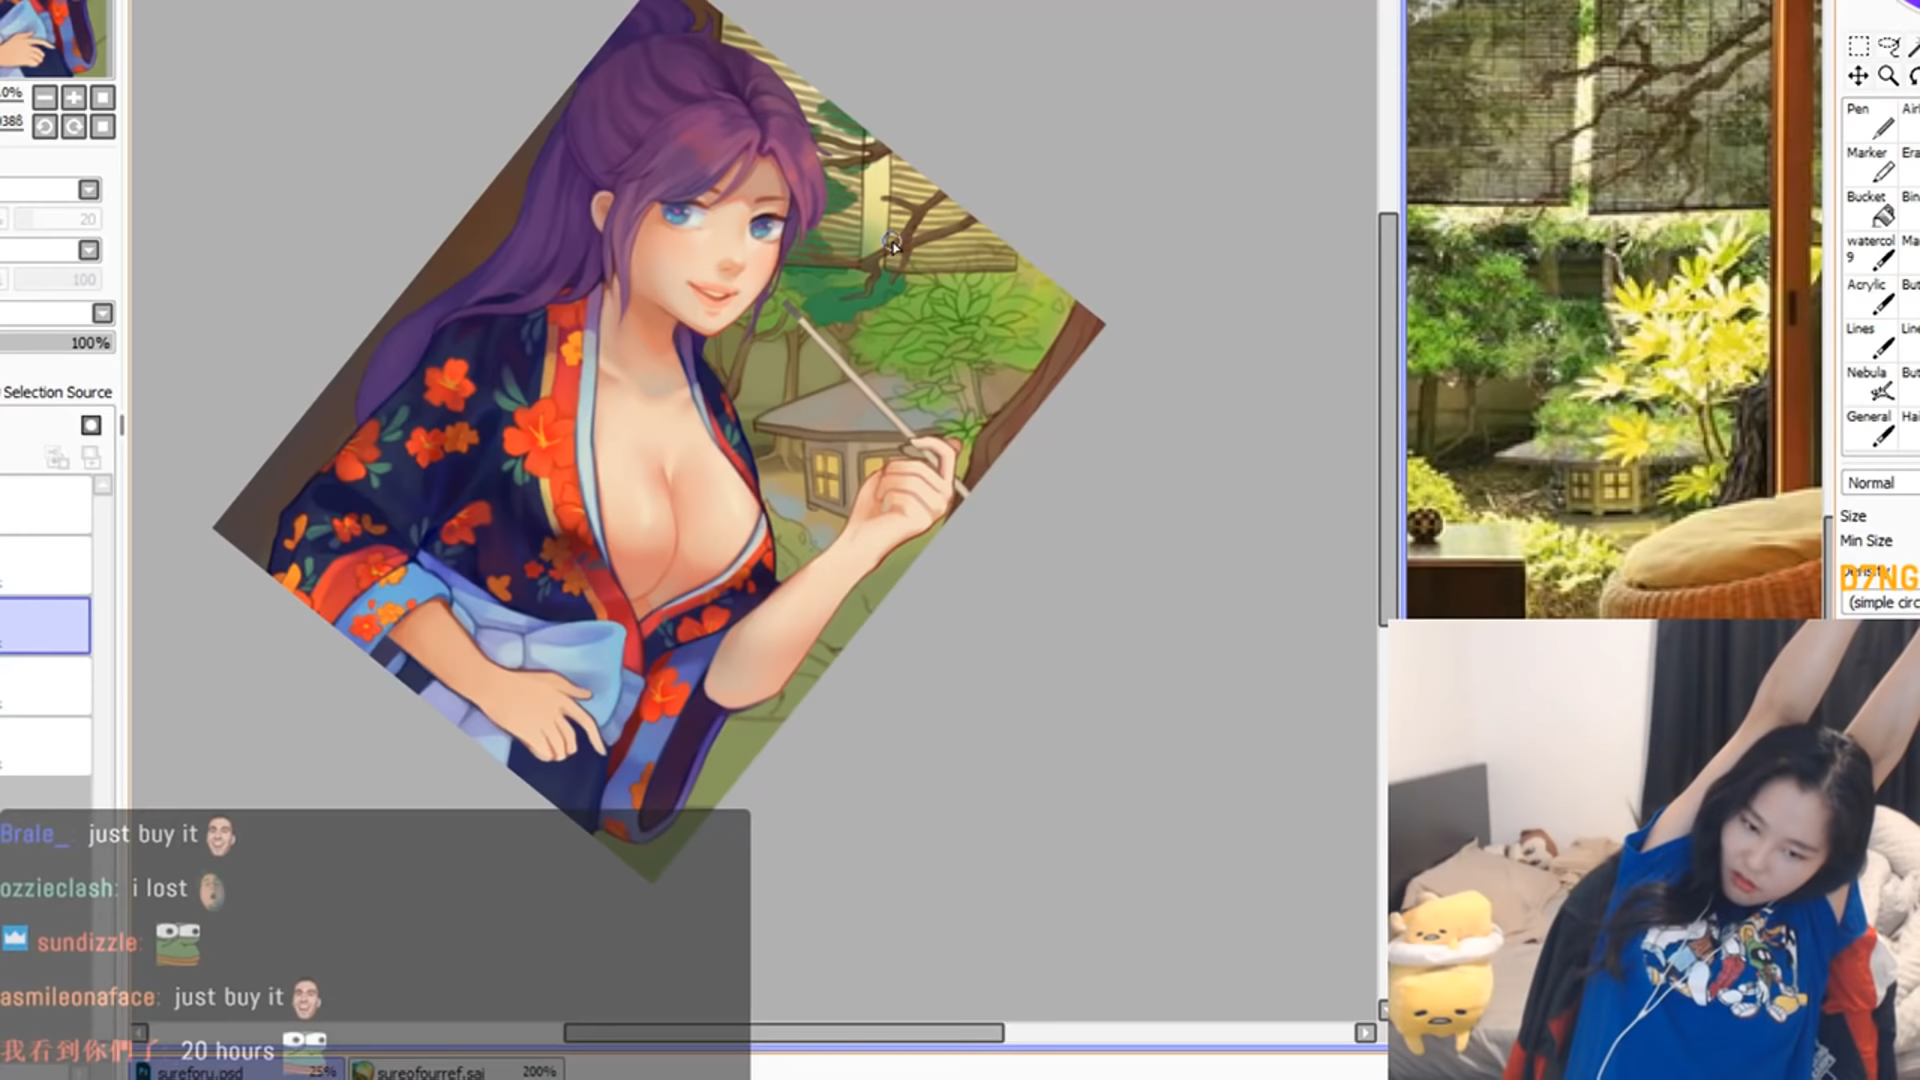 .0%
0388
20
100
100%
Selection Source
Brale_: just buy it
ozzieclash: i lost
sundizzle:
asmileonaface: just buy it
我看到你們了: 20 hours
sureforu.psd 25%
sureofourref.sai 200%
Pen
Marker
Bucket
watercol
9
Acrylic
Lines
Nebula
General
Normal
Size
Min Size
(simple circ